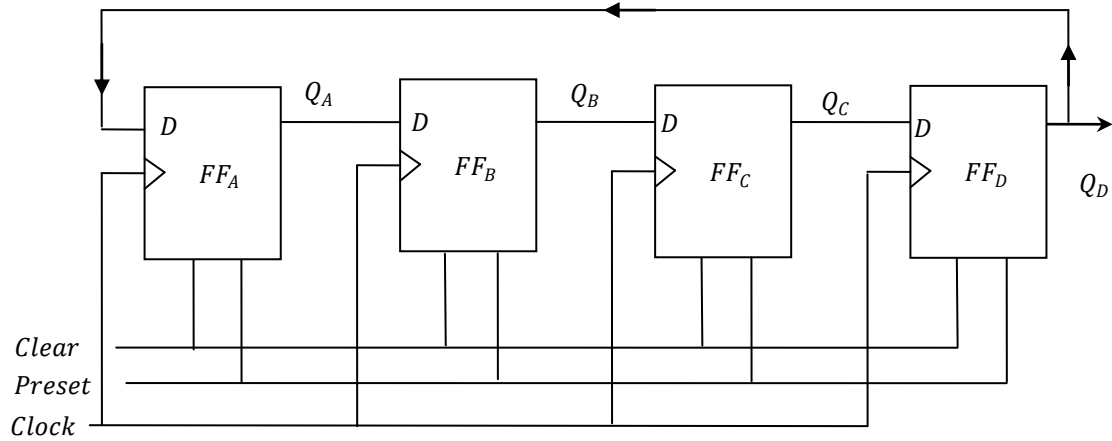 Q_A Q_B Q_C
D D D D
FF_A FF_B FF_C FF_D
Q_D
Clear
Preset
Clock